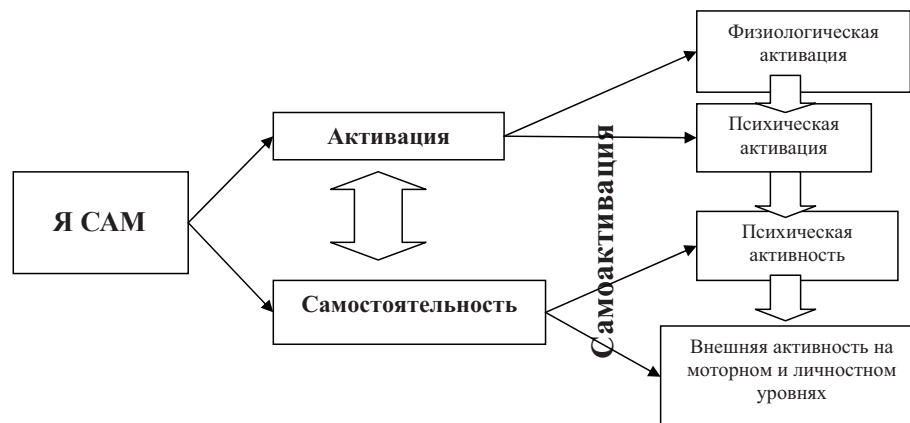 Я САМ
Активация
Самостоятельность
Самоактивация
Физиологическая
активация
Психическая
активация
Психическая
активность
Внешняя активность на
моторном и личностном
уровнях